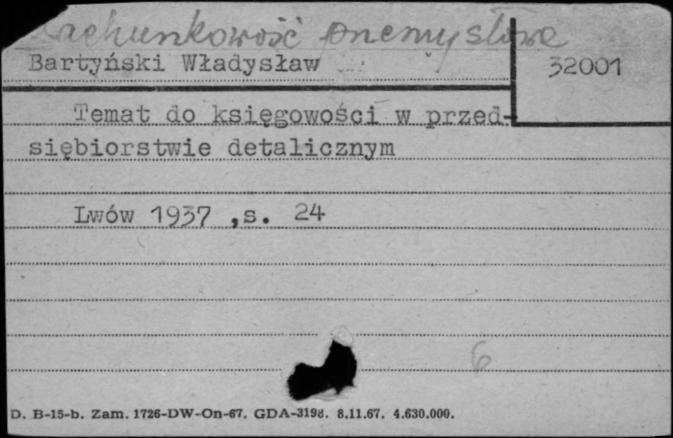 Rachunkowość przemysłowa
Bartyński Władysław
32001
Temat do księgowości w przed-
siębiorstwie detalicznym
Lwów 1937 ,s. 24
6
D. B-15-b. Zam. 1726-DW-On-67. GDA-3198. 8.11.67. 4.630.000.